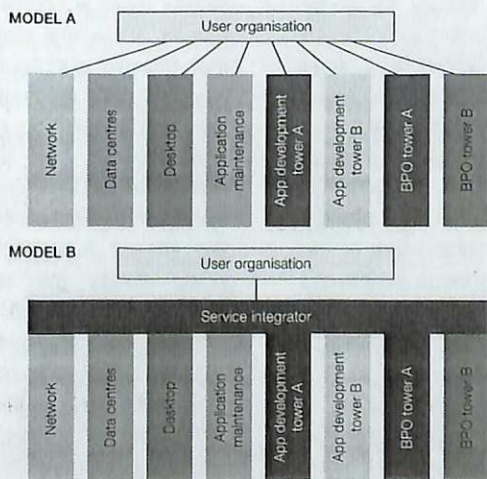 MODEL A
User organisation
Network
Data centres
Desktop
Application
maintenance
App development
tower A
App development
tower B
BPO tower A
BPO tower B
MODEL B
User organisation
Service integrator
Network
Data centres
Desktop
Application
maintenance
App development
tower A
App development
tower B
BPO tower A
BPO tower B